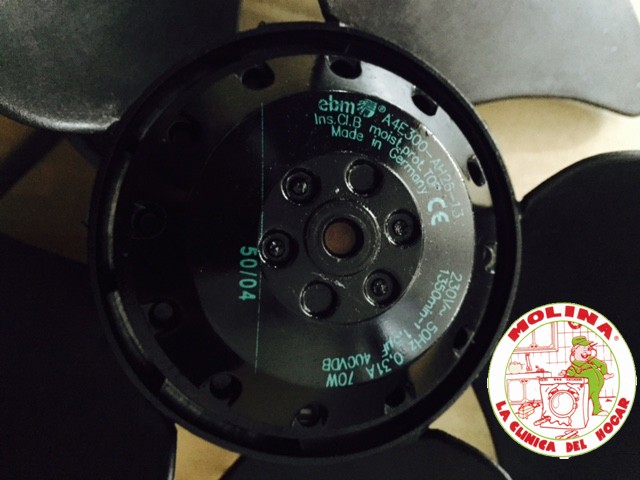 ebm ® A4E300-AH25-13
Ins.Cl.B moist.prot. TOP
Made in Germany
CE
50/04
230V~ 50Hz 0.31A 70W
1350min-1 400VDB
MOLINA®
LA CLINICA DEL HOGAR